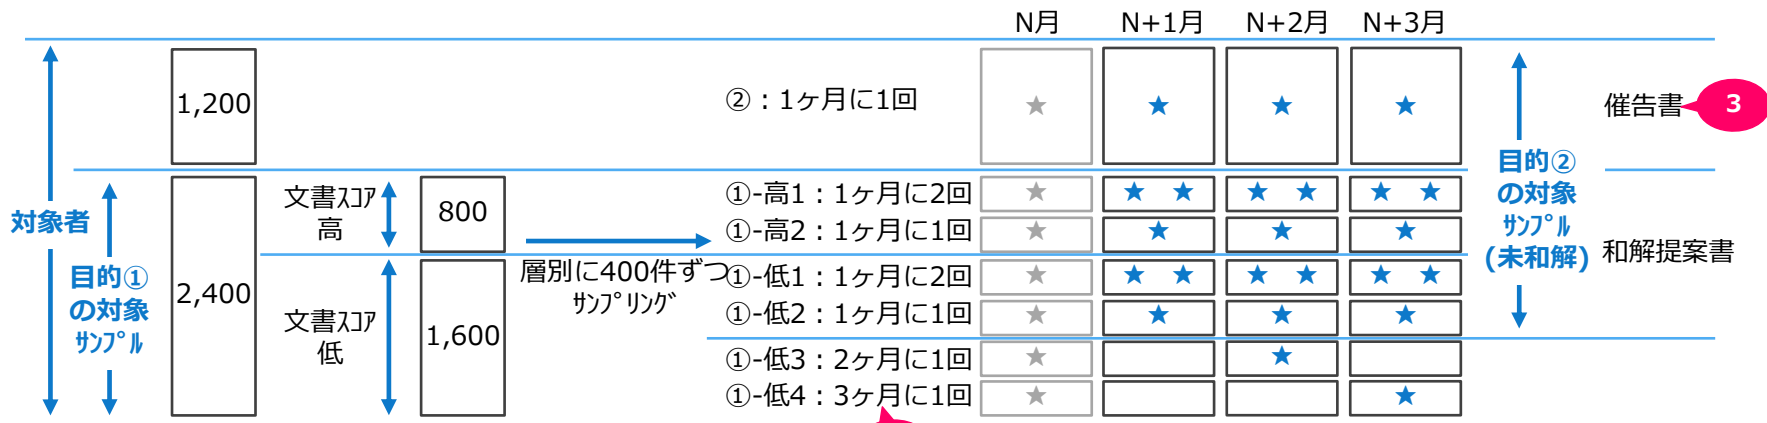 N月 N+1月 N+2月 N+3月
1,200
②：1ヶ月に1回
★ ★ ★ ★
催告書
3
対象者
目的①
の対象
ｻﾝﾌﾟﾙ
2,400
文書ｽｺｱ
高
800
文書ｽｺｱ
低
1,600
層別に400件ずつ
ｻﾝﾌﾟﾘﾝｸﾞ
①-高1：1ヶ月に2回
★ ★ ★ ★ ★ ★ ★
①-高2：1ヶ月に1回
★ ★ ★ ★
①-低1：1ヶ月に2回
★ ★ ★ ★ ★ ★ ★
①-低2：1ヶ月に1回
★ ★ ★ ★
①-低3：2ヶ月に1回
★ ★
①-低4：3ヶ月に1回
★ ★
目的②
の対象
ｻﾝﾌﾟﾙ
(未和解)
和解提案書